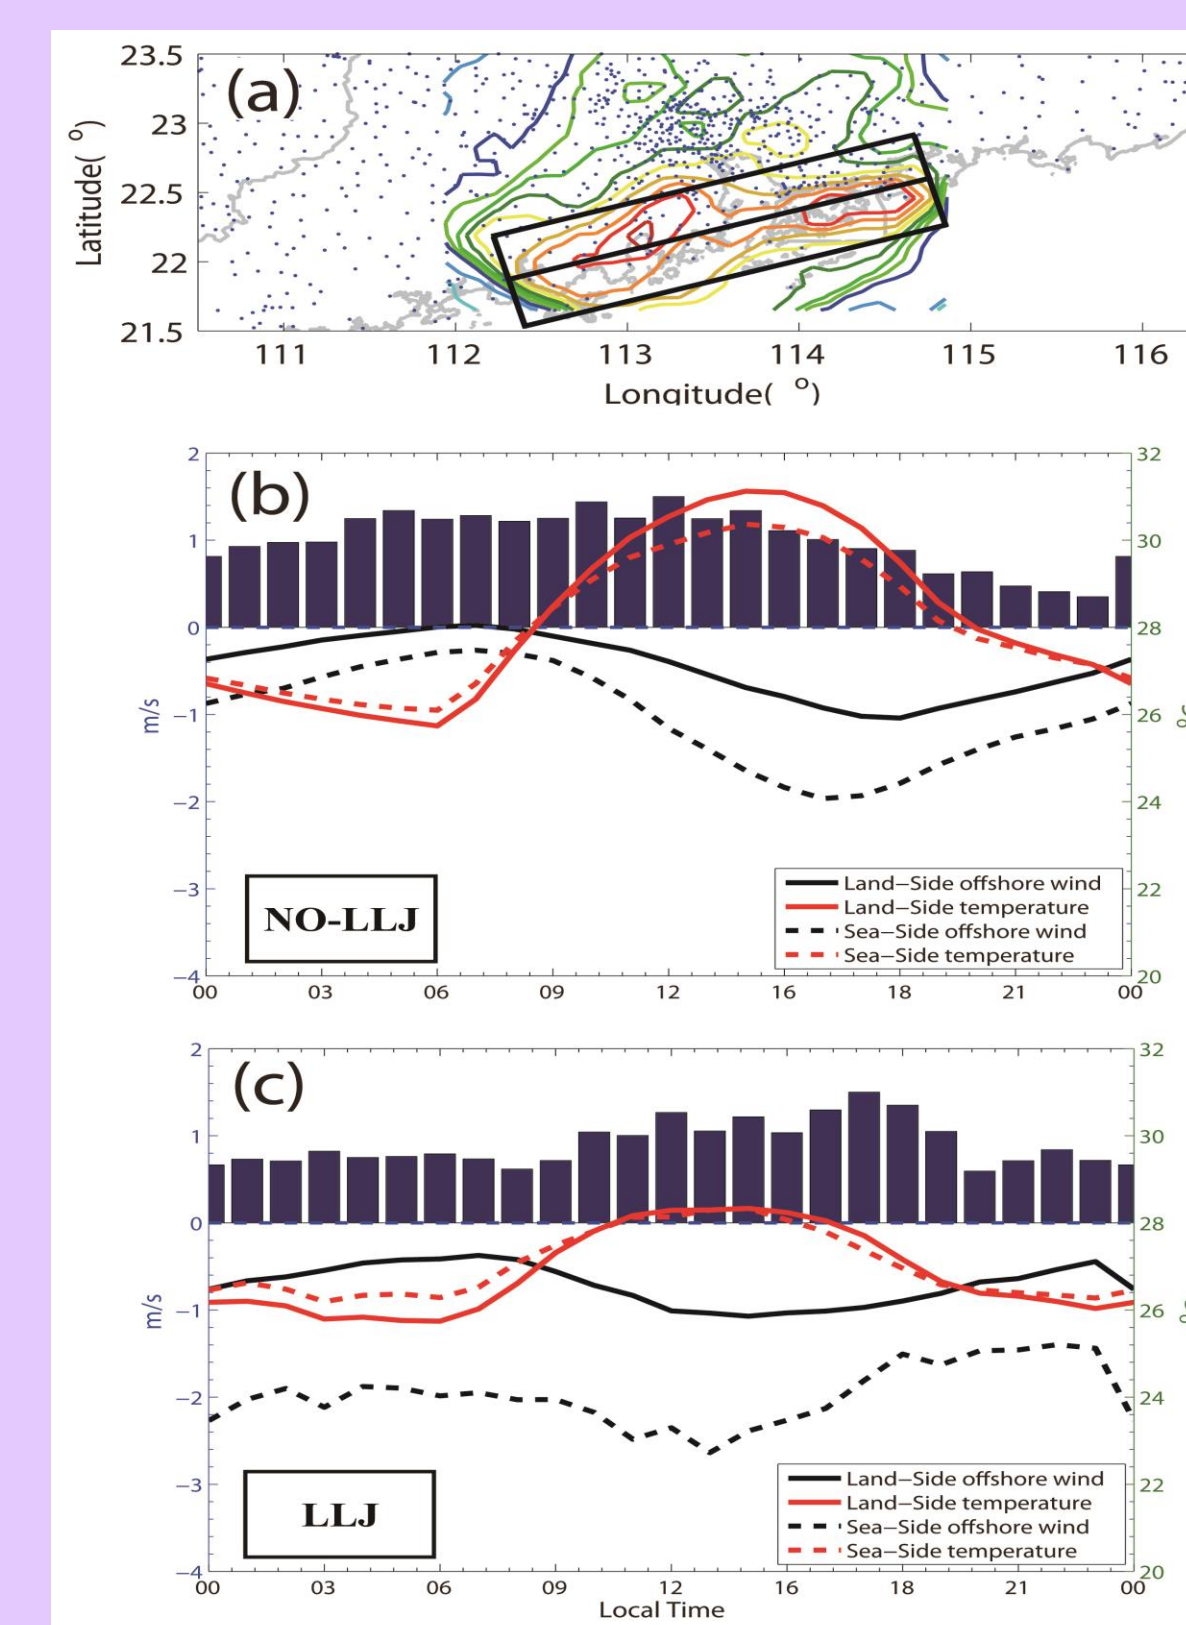 (a)
23.5
23
22.5
22
21.5
Latitude( °)
111 112 113 114 115 116
Longitude( °)
(b)
2
1
0
−1
−2
−3
−4
m/s
32
30
28
26
24
22
20
°C
NO-LLJ
Land−Side offshore wind
Land−Side temperature
Sea−Side offshore wind
Sea−Side temperature
00 03 06 09 12 16 18 21 00
(c)
2
1
0
−1
−2
−3
−4
m/s
32
30
28
26
24
22
20
°C
LLJ
Land−Side offshore wind
Land−Side temperature
Sea−Side offshore wind
Sea−Side temperature
00 03 06 09 12 16 18 21 00
Local Time